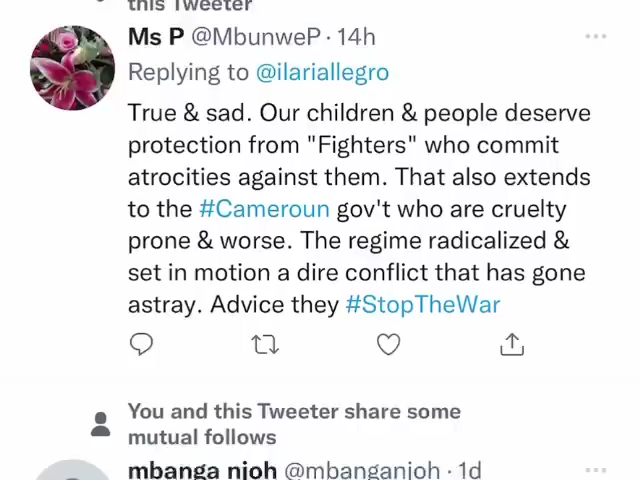 this Tweeter
Ms P @MbunweP · 14h
Replying to @ilariallegro
True & sad. Our children & people deserve
protection from "Fighters" who commit
atrocities against them. That also extends
to the #Cameroun gov't who are cruelty
prone & worse. The regime radicalized &
set in motion a dire conflict that has gone
astray. Advice they #StopTheWar
You and this Tweeter share some
mutual follows
mbanga njoh @mbanganjoh · 1d